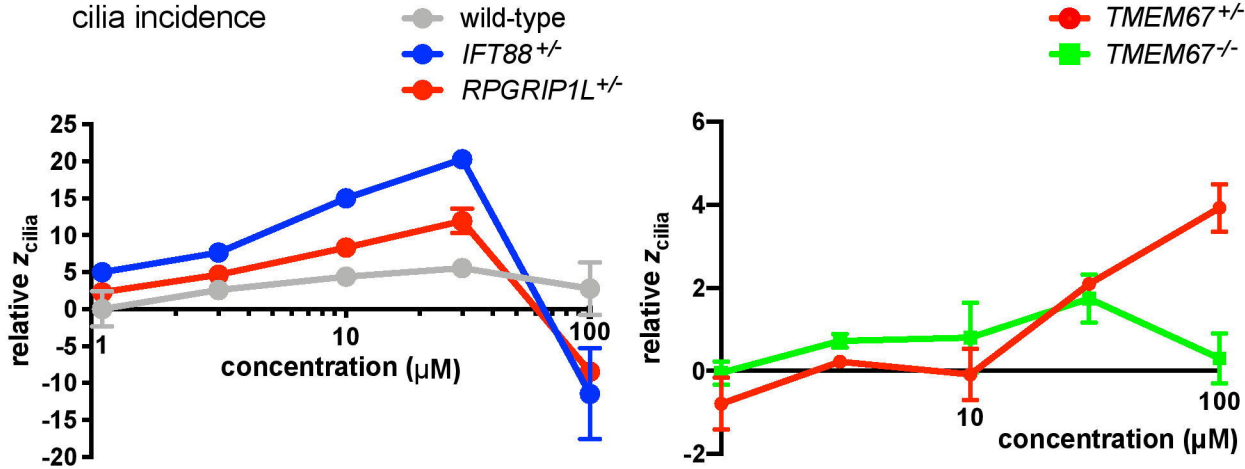 cilia incidence
wild-type
IFT88+/-
RPGRIP1L+/-
25
20
15
10
5
0
-5
-10
-15
-20
relative zcilia
1
10
100
concentration (µM)
TMEM67+/-
TMEM67-/-
6
4
2
0
-2
relative zcilia
10
100
concentration (µM)